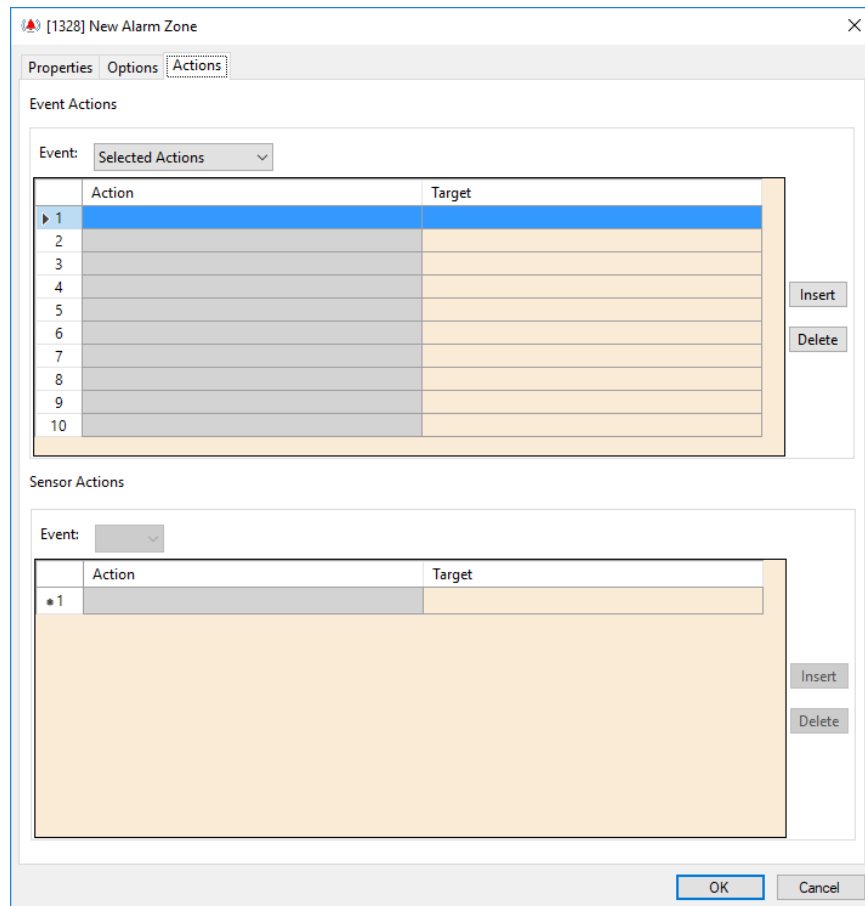 [1328] New Alarm Zone
Properties Options Actions
Event Actions
Event: Selected Actions
Action Target
1
2
3
4
5
6
7
8
9
10
Insert
Delete
Sensor Actions
Event:
Action Target
1
Insert
Delete
OK Cancel